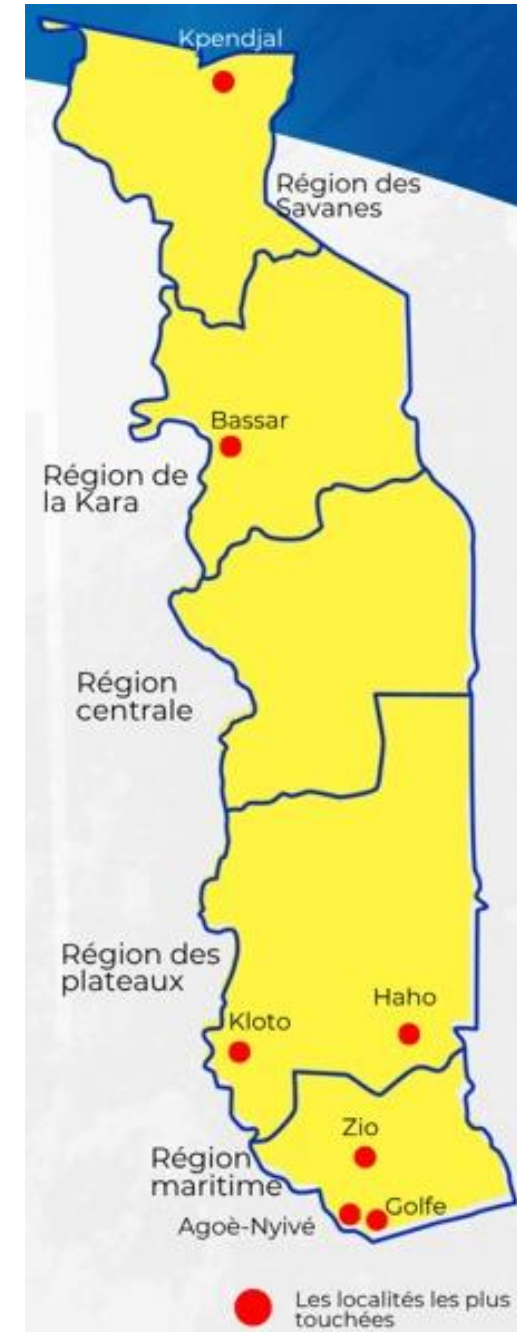 Kpendjal
Région des
Savanes
Bassar
Région de
la Kara
Région
centrale
Région des
plateaux
Haho
Kloto
Zio
Région
maritime
Golfe
Agoè-Nyivé
Les localités les plus
touchées